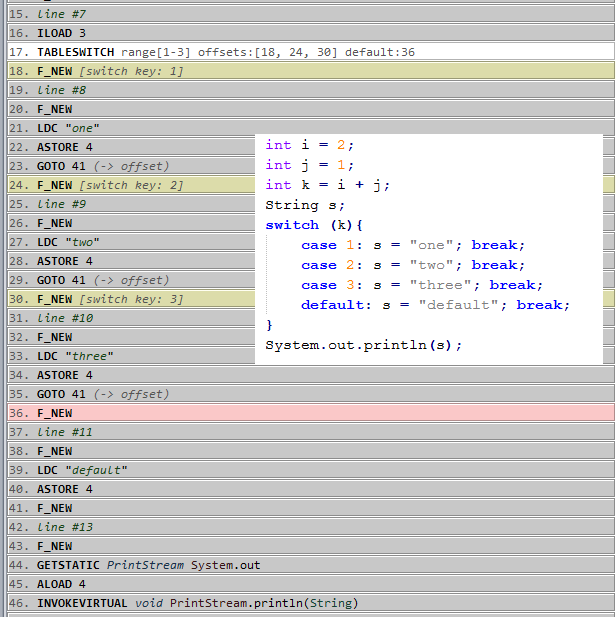 15. line #7
16. ILOAD 3
17. TABLESWITCH range[1-3] offsets:[18, 24, 30] default:36
18. F_NEW [switch key: 1]
19. line #8
20. F_NEW
21. LDC "one"
22. ASTORE 4
23. GOTO 41 (-> offset)
24. F_NEW [switch key: 2]
25. line #9
26. F_NEW
27. LDC "two"
28. ASTORE 4
29. GOTO 41 (-> offset)
30. F_NEW [switch key: 3]
31. line #10
32. F_NEW
33. LDC "three"
34. ASTORE 4
35. GOTO 41 (-> offset)
36. F_NEW
37. line #11
38. F_NEW
39. LDC "default"
40. ASTORE 4
41. F_NEW
42. line #13
43. F_NEW
44. GETSTATIC PrintStream System.out
45. ALOAD 4
46. INVOKEVIRTUAL void PrintStream.println(String)
int i = 2;
int j = 1;
int k = i + j;
String s;
switch (k){
case 1: s = "one"; break;
case 2: s = "two"; break;
case 3: s = "three"; break;
default: s = "default"; break;
}
System.out.println(s);